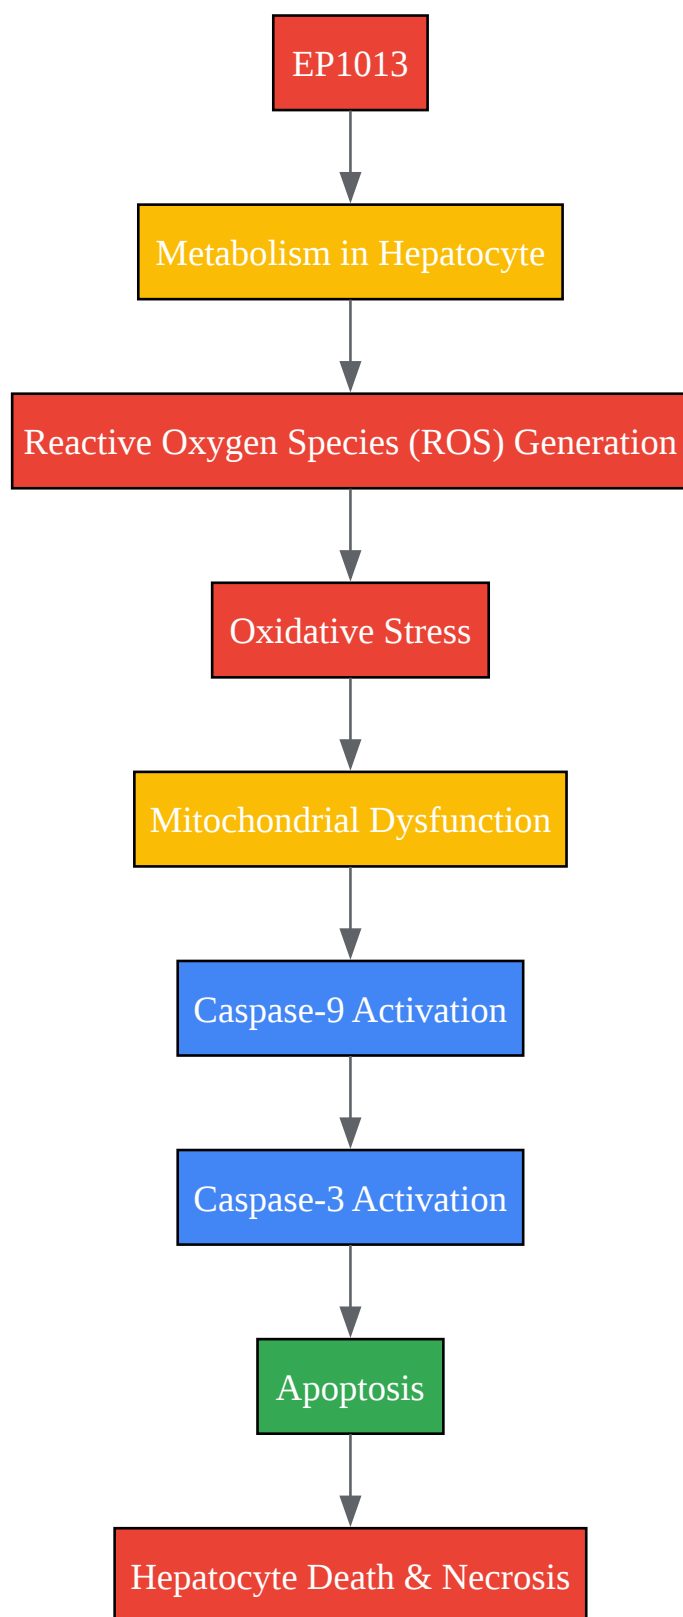 EP1013
Metabolism in Hepatocyte
Reactive Oxygen Species (ROS) Generation
Oxidative Stress
Mitochondrial Dysfunction
Caspase-9 Activation
Caspase-3 Activation
Apoptosis
Hepatocyte Death & Necrosis